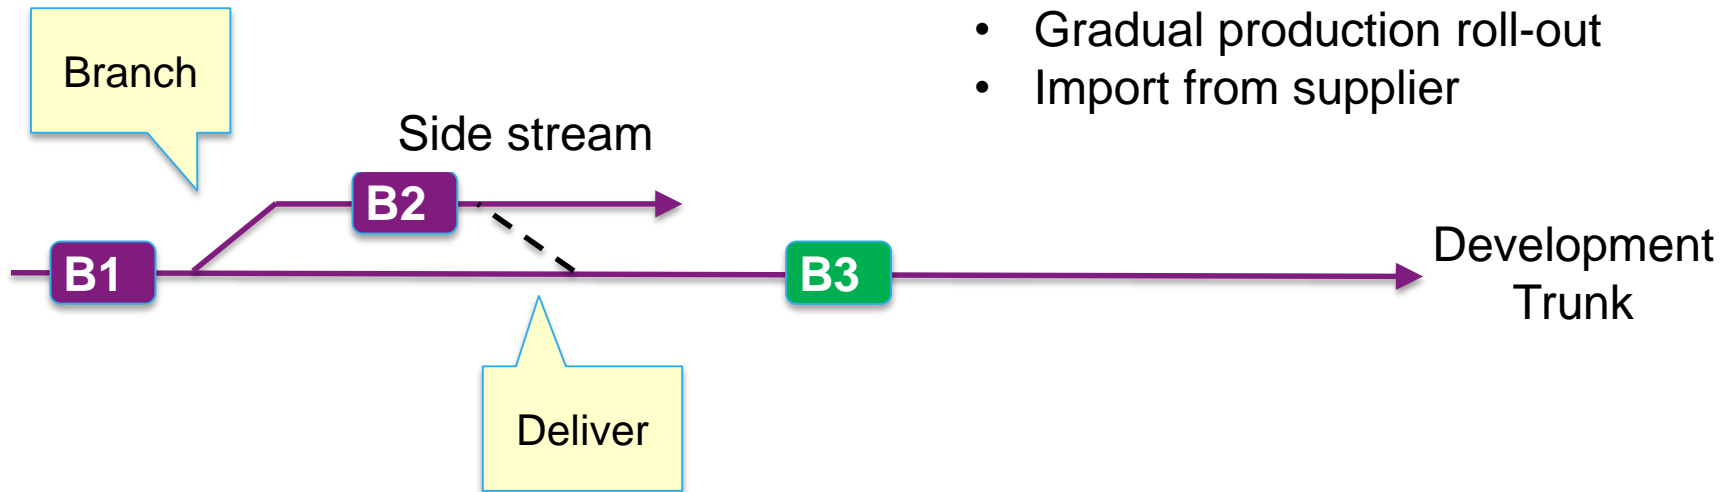 • Gradual production roll-out
• Import from supplier
Branch
Side stream
B2
B1
B3
Development
Trunk
Deliver